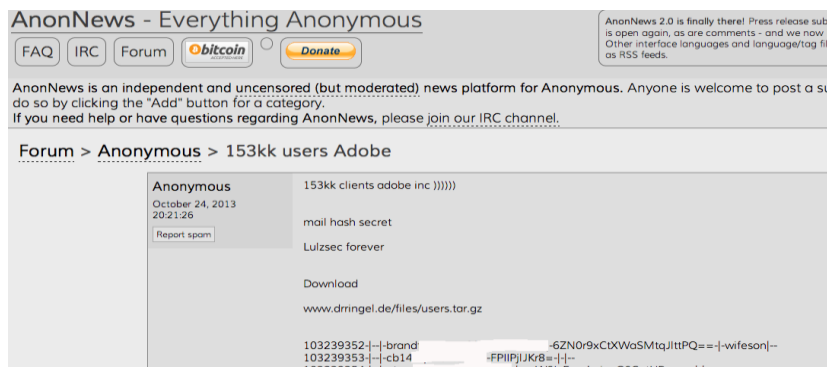 AnonNews - Everything Anonymous
AnonNews 2.0 is finally there! Press release sub
is open again, as are comments - and we now
Other interface languages and language/tag fil
as RSS feeds.
FAQ IRC Forum bitcoin ACCEPTED HERE Donate
AnonNews is an independent and uncensored (but moderated) news platform for Anonymous. Anyone is welcome to post a su
do so by clicking the "Add" button for a category.
If you need help or have questions regarding AnonNews, please join our IRC channel.
Forum > Anonymous > 153kk users Adobe
Anonymous
October 24, 2013
20:21:26
Report spam
153kk clients adobe inc ))))))
mail hash secret
Lulzsec forever
Download
www.drringel.de/files/users.tar.gz
103239352-|--|-brand -6ZN0r9xCtXWaSMtqJlttPQ==-|-wifeson|--
103239353-|--|-cb14 -FPIIPjlJKr8=-|-|--